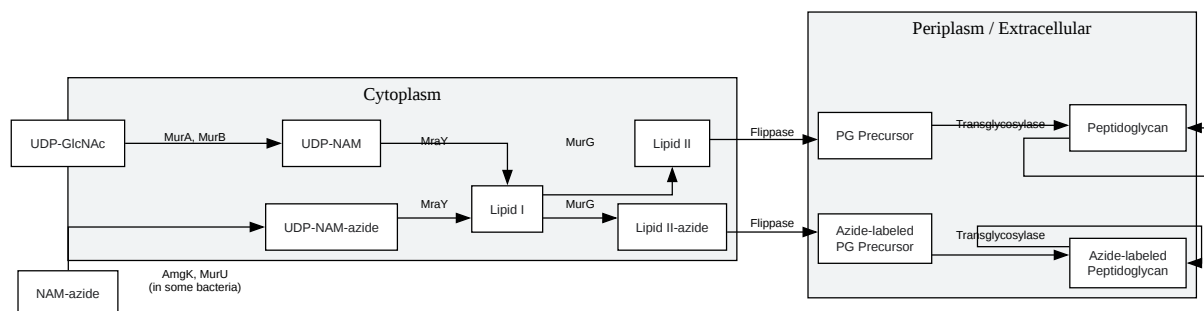 Periplasm / Extracellular
Cytoplasm
UDP-GlcNAc
MurA, MurB
UDP-NAM
MraY
MurG
Lipid II
Flippase
PG Precursor
Transglycosylase
Peptidoglycan
UDP-NAM-azide
MraY
Lipid I
MurG
Lipid II-azide
Flippase
Azide-labeled
PG Precursor
Transglycosylase
Azide-labeled
Peptidoglycan
NAM-azide
AmgK, MurU
(in some bacteria)